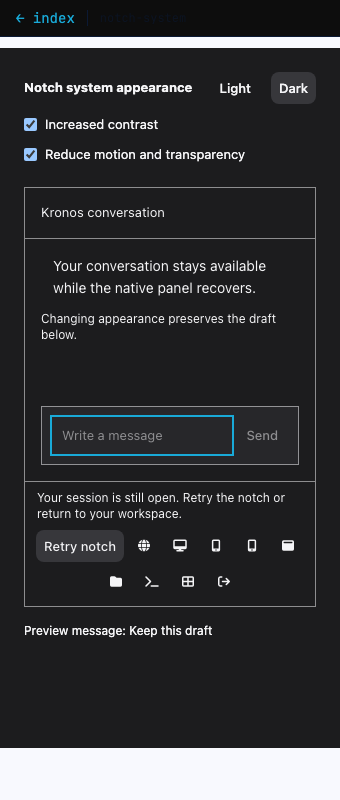 ← index
notch system
Notch system appearance
Light
Dark
Increased contrast
Reduce motion and transparency
Kronos conversation
Your conversation stays available
while the native panel recovers.
Changing appearance preserves the draft
below.
Write a message
Send
Your session is still open. Retry the notch or
return to your workspace.
Retry notch
Preview message: Keep this draft